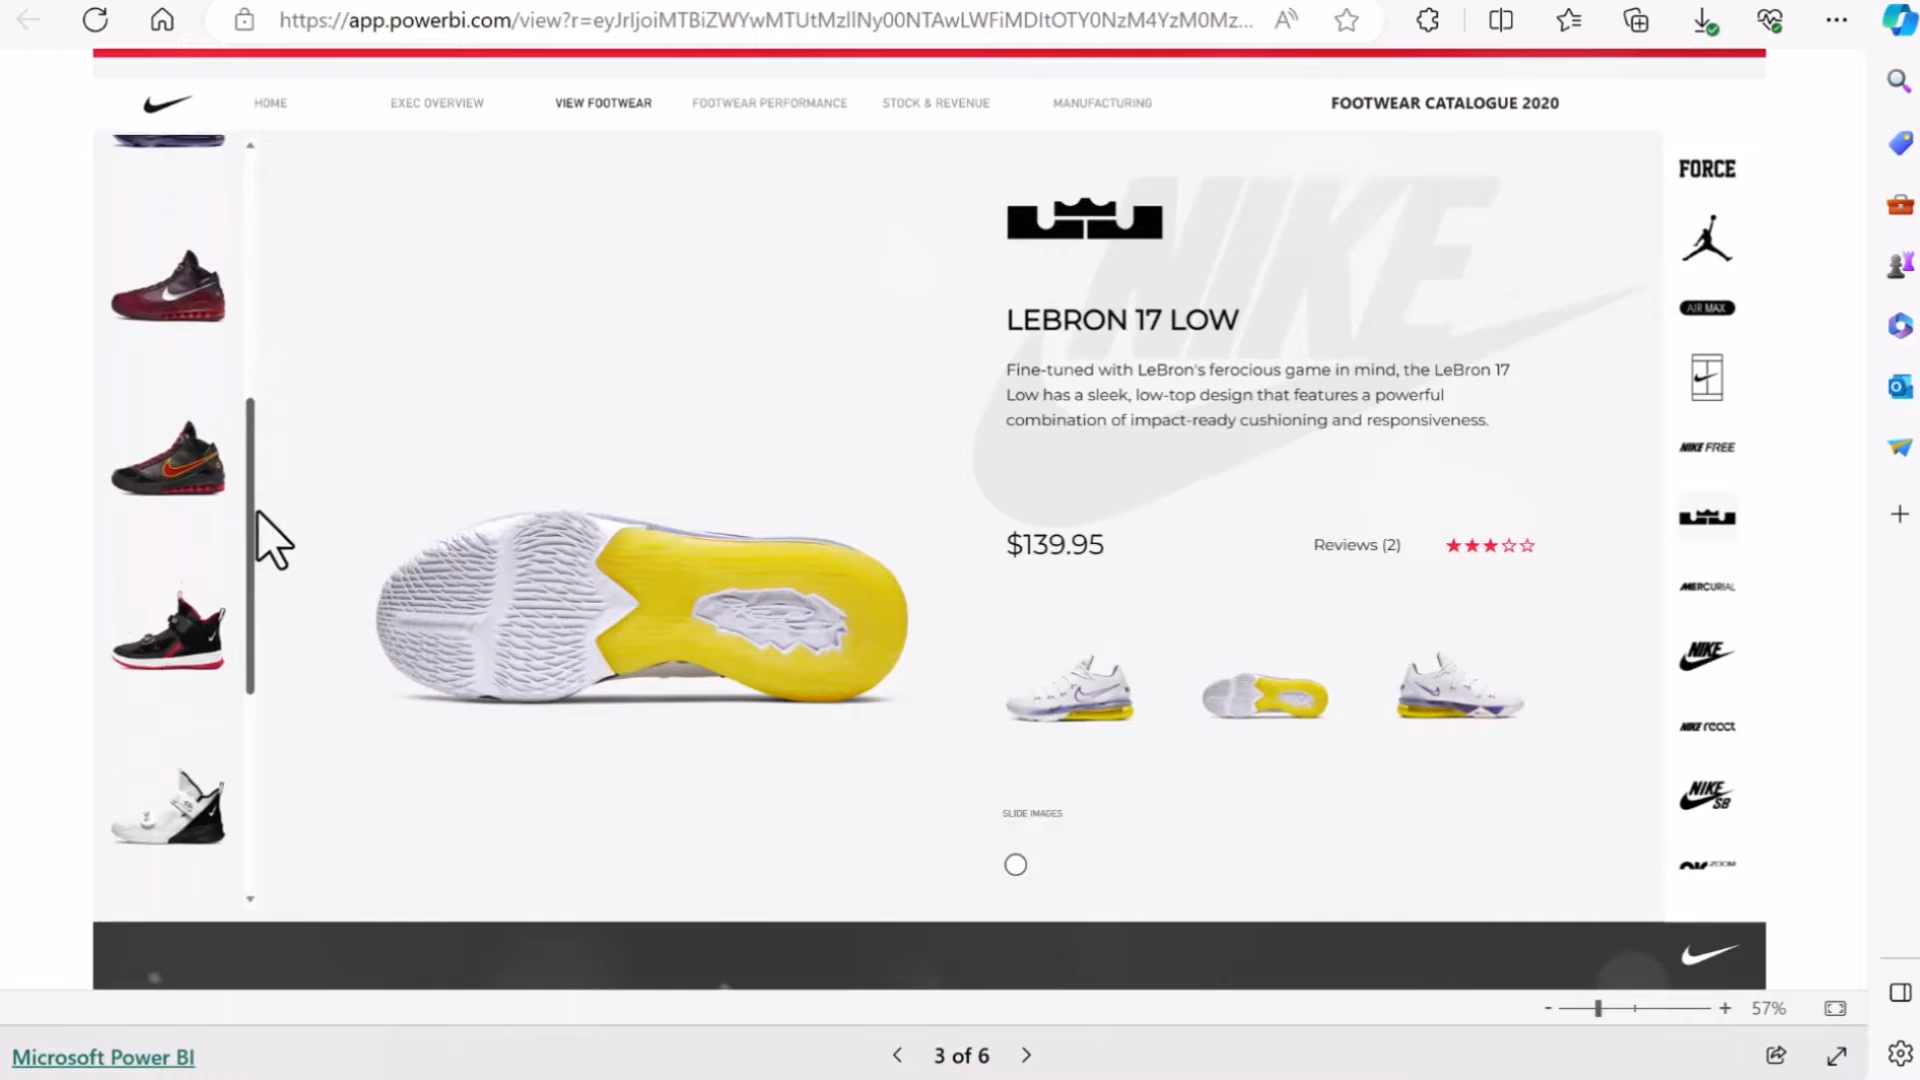 https://app.powerbi.com/view?r=eyJrIjoiMTBiZWYwMTUtMzllNy00NTAwLWFiMDItOTY0NzM4YzM0Mz...
HOME
EXEC OVERVIEW
VIEW FOOTWEAR
FOOTWEAR PERFORMANCE
STOCK & REVENUE
MANUFACTURING
FOOTWEAR CATALOGUE 2020
NIKE
LEBRON 17 LOW
Fine-tuned with LeBron's ferocious game in mind, the LeBron 17
Low has a sleek, low-top design that features a powerful
combination of impact-ready cushioning and responsiveness.
$139.95
Reviews (2)
SLIDE IMAGES
FORCE
AIR MAX
NIKE FREE
MERCURIAL
NIKE
NIKE react
NIKE
SB
ZOOM
- + 57%
Microsoft Power BI
< 3 of 6 >